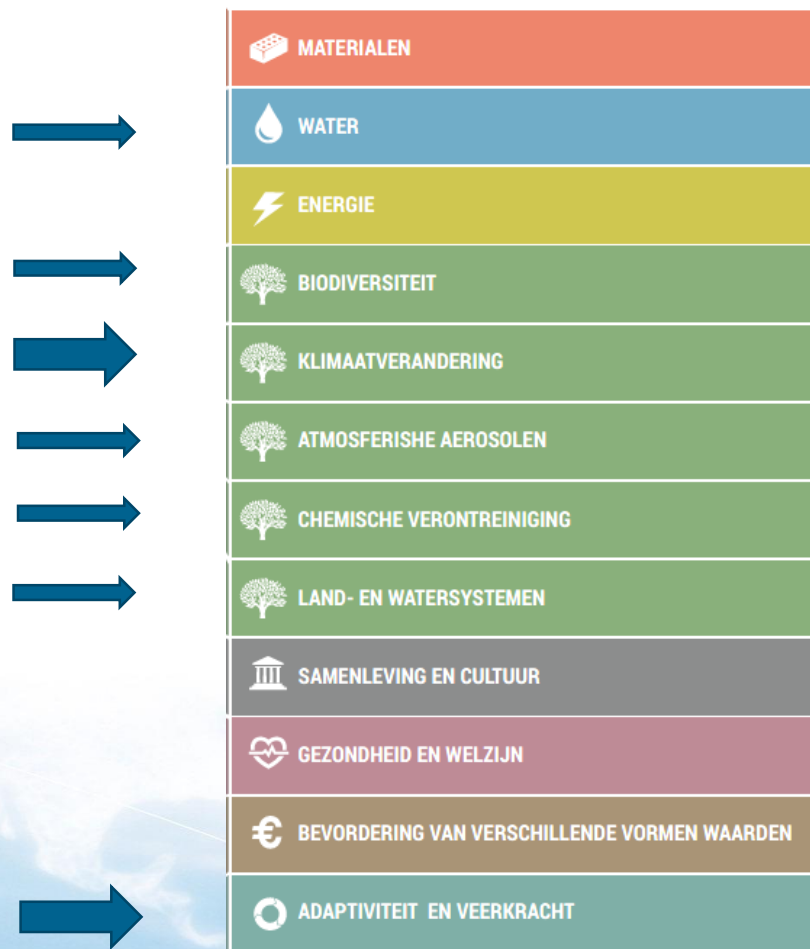 MATERIALEN
WATER
ENERGIE
BIODIVERSITEIT
KLIMAATVERANDERING
ATMOSFERISHE AEROSOLEN
CHEMISCHE VERONTREINIGING
LAND- EN WATERSYSTEMEN
SAMENLEVING EN CULTUUR
GEZONDHEID EN WELZIJN
BEVORDERING VAN VERSCHILLENDE VORMEN WAARDEN
ADAPTIVITEIT EN VEERKRACHT